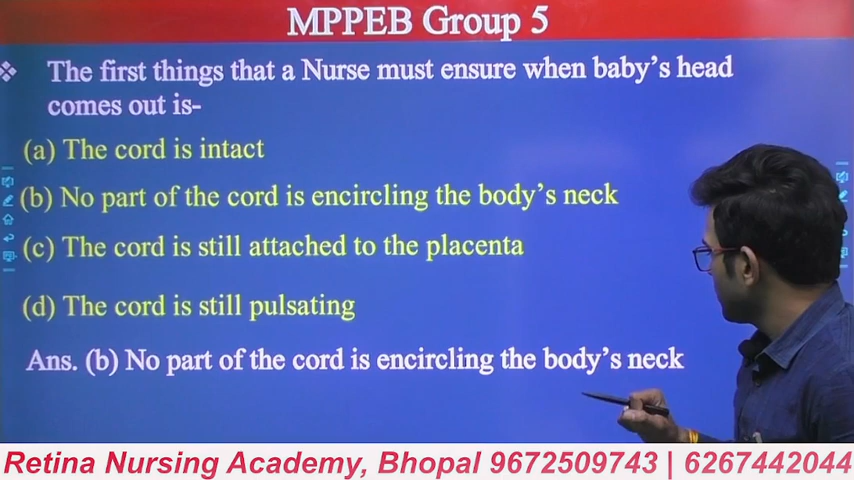 MPPEB Group 5
❖ The first things that a Nurse must ensure when baby's head
comes out is-
(a) The cord is intact
(b) No part of the cord is encircling the body's neck
(c) The cord is still attached to the placenta
(d) The cord is still pulsating
Ans. (b) No part of the cord is encircling the body's neck
Retina Nursing Academy, Bhopal 9672509743 | 6267442044